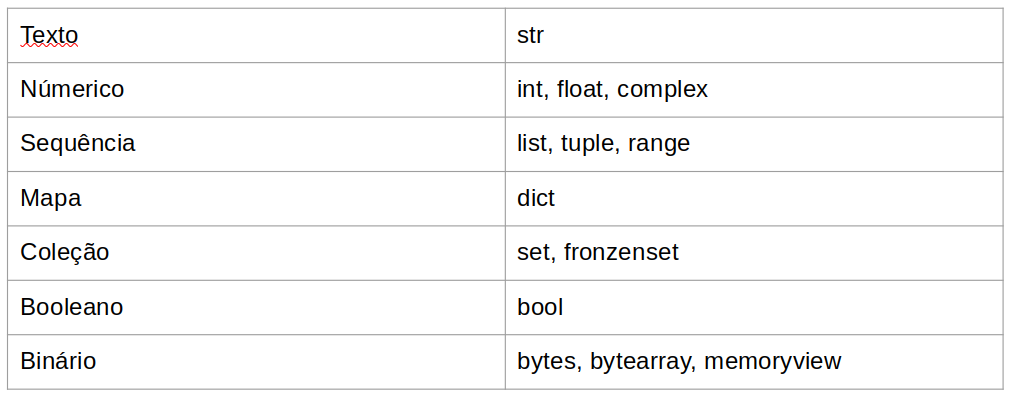 Texto str
Númerico int, float, complex
Sequência list, tuple, range
Mapa dict
Coleção set, fronzenset
Booleano bool
Binário bytes, bytearray, memoryview